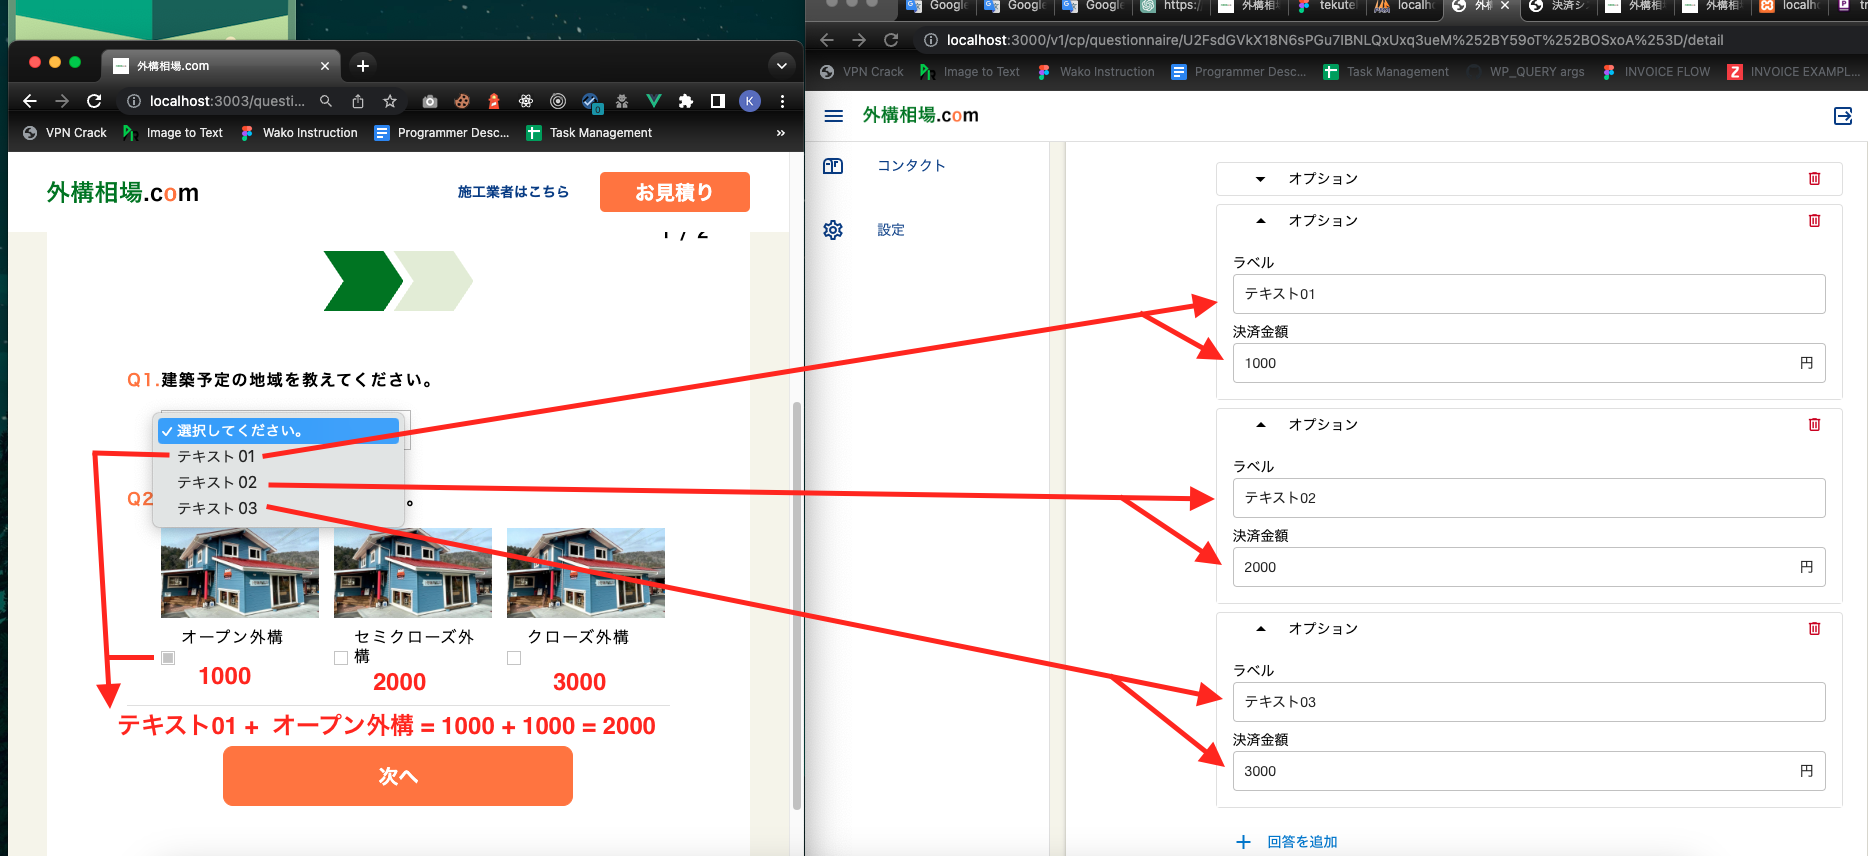 Google
Google
Google
https:/
外構相
tekute
localh
外構
決済シ
外構相
外構相
localh
外構相場.com
localhost:3000/v1/cp/questionnaire/U2FsdGVkX18N6sPGu7IBNLQxUxq3ueM%252BY59oT%252BOSxoA%253D/detail
localhost:3003/questi...
VPN Crack
Image to Text
Wako Instruction
Programmer Desc...
Task Management
WP_QUERY args
INVOICE FLOW
INVOICE EXAMPL...
K
0
VPN Crack
Image to Text
Wako Instruction
Programmer Desc...
Task Management
»
外構相場.com
施工業者はこちら
お見積り
1 / 2
Q1.建築予定の地域を教えてください。
✓ 選択してください。
テキスト01
テキスト02
テキスト03
Q2
。
オープン外構
セミクローズ外
構
クローズ外構
1000
2000
3000
テキスト01 + オープン外構 = 1000 + 1000 = 2000
次へ
外構相場.com
コンタクト
設定
オプション
オプション
ラベル
テキスト01
決済金額
1000
円
オプション
ラベル
テキスト02
決済金額
2000
円
オプション
ラベル
テキスト03
決済金額
3000
円
回答を追加